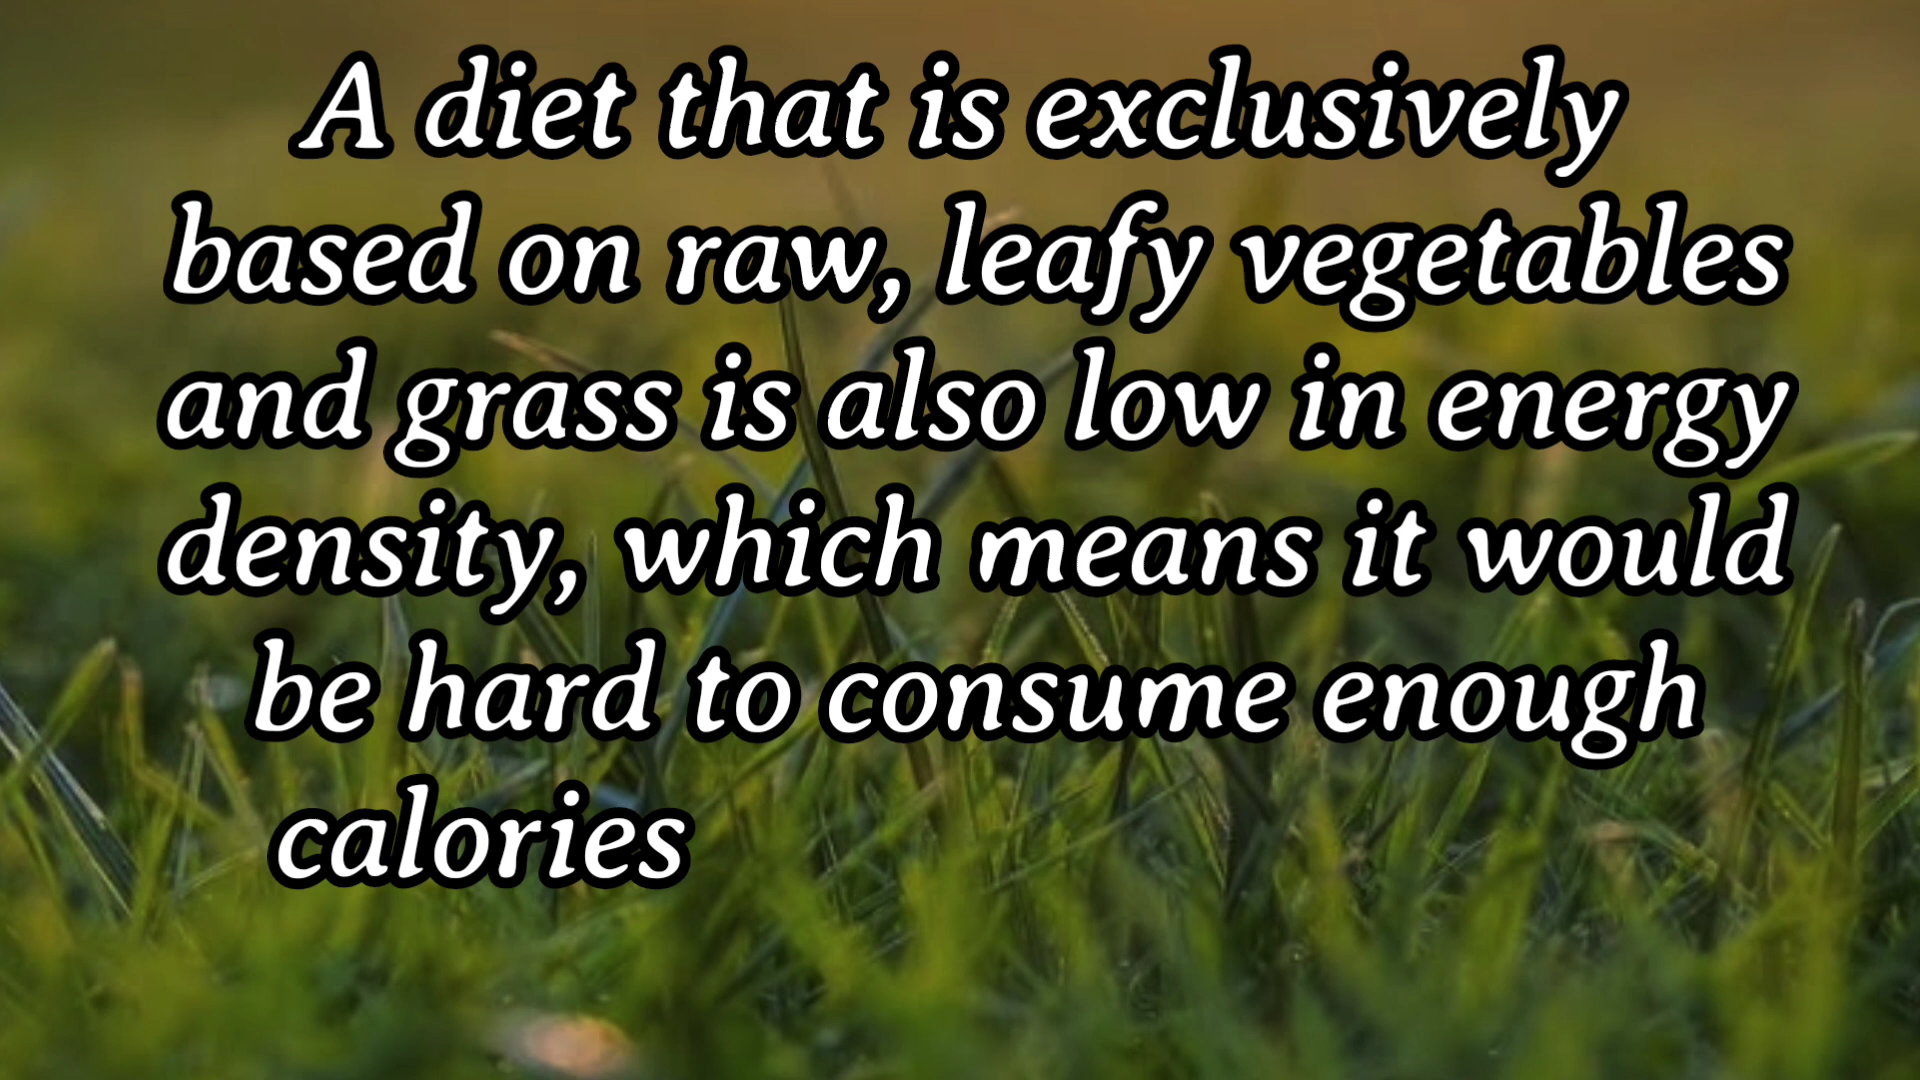 A diet that is exclusively
based on raw, leafy vegetables
and grass is also low in energy
density, which means it would
be hard to consume enough
calories